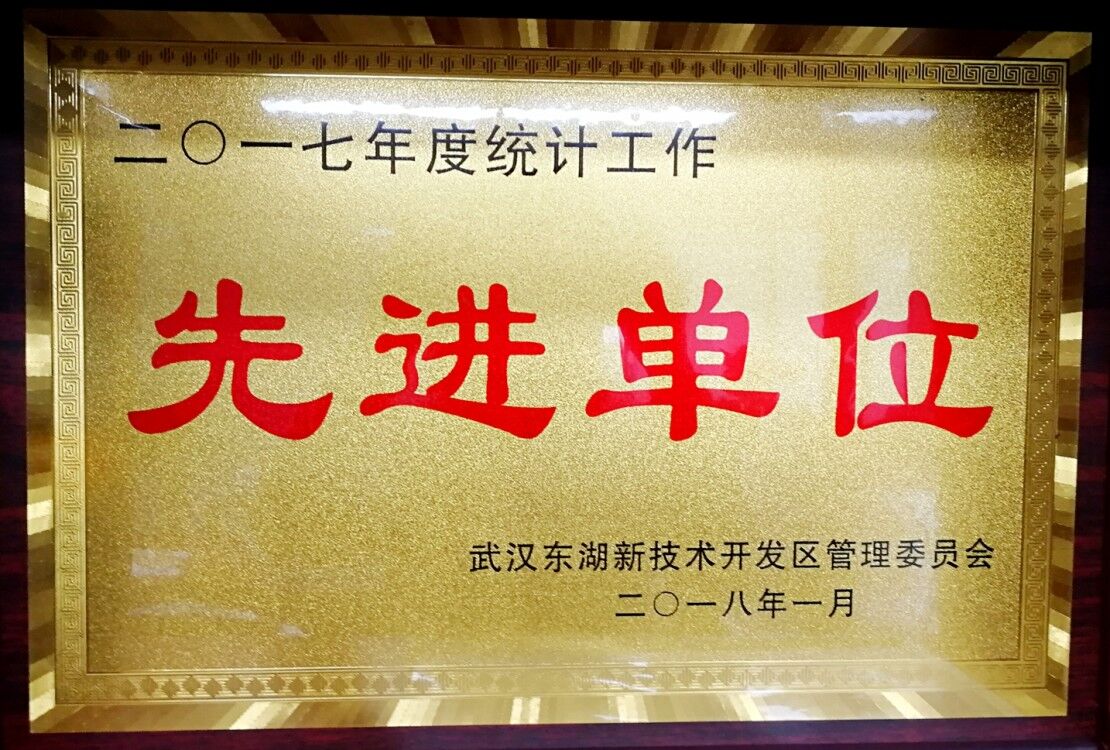 二〇一七年度统计工作
先进单位
武汉东湖新技术开发区管理委员会
二〇一八年一月